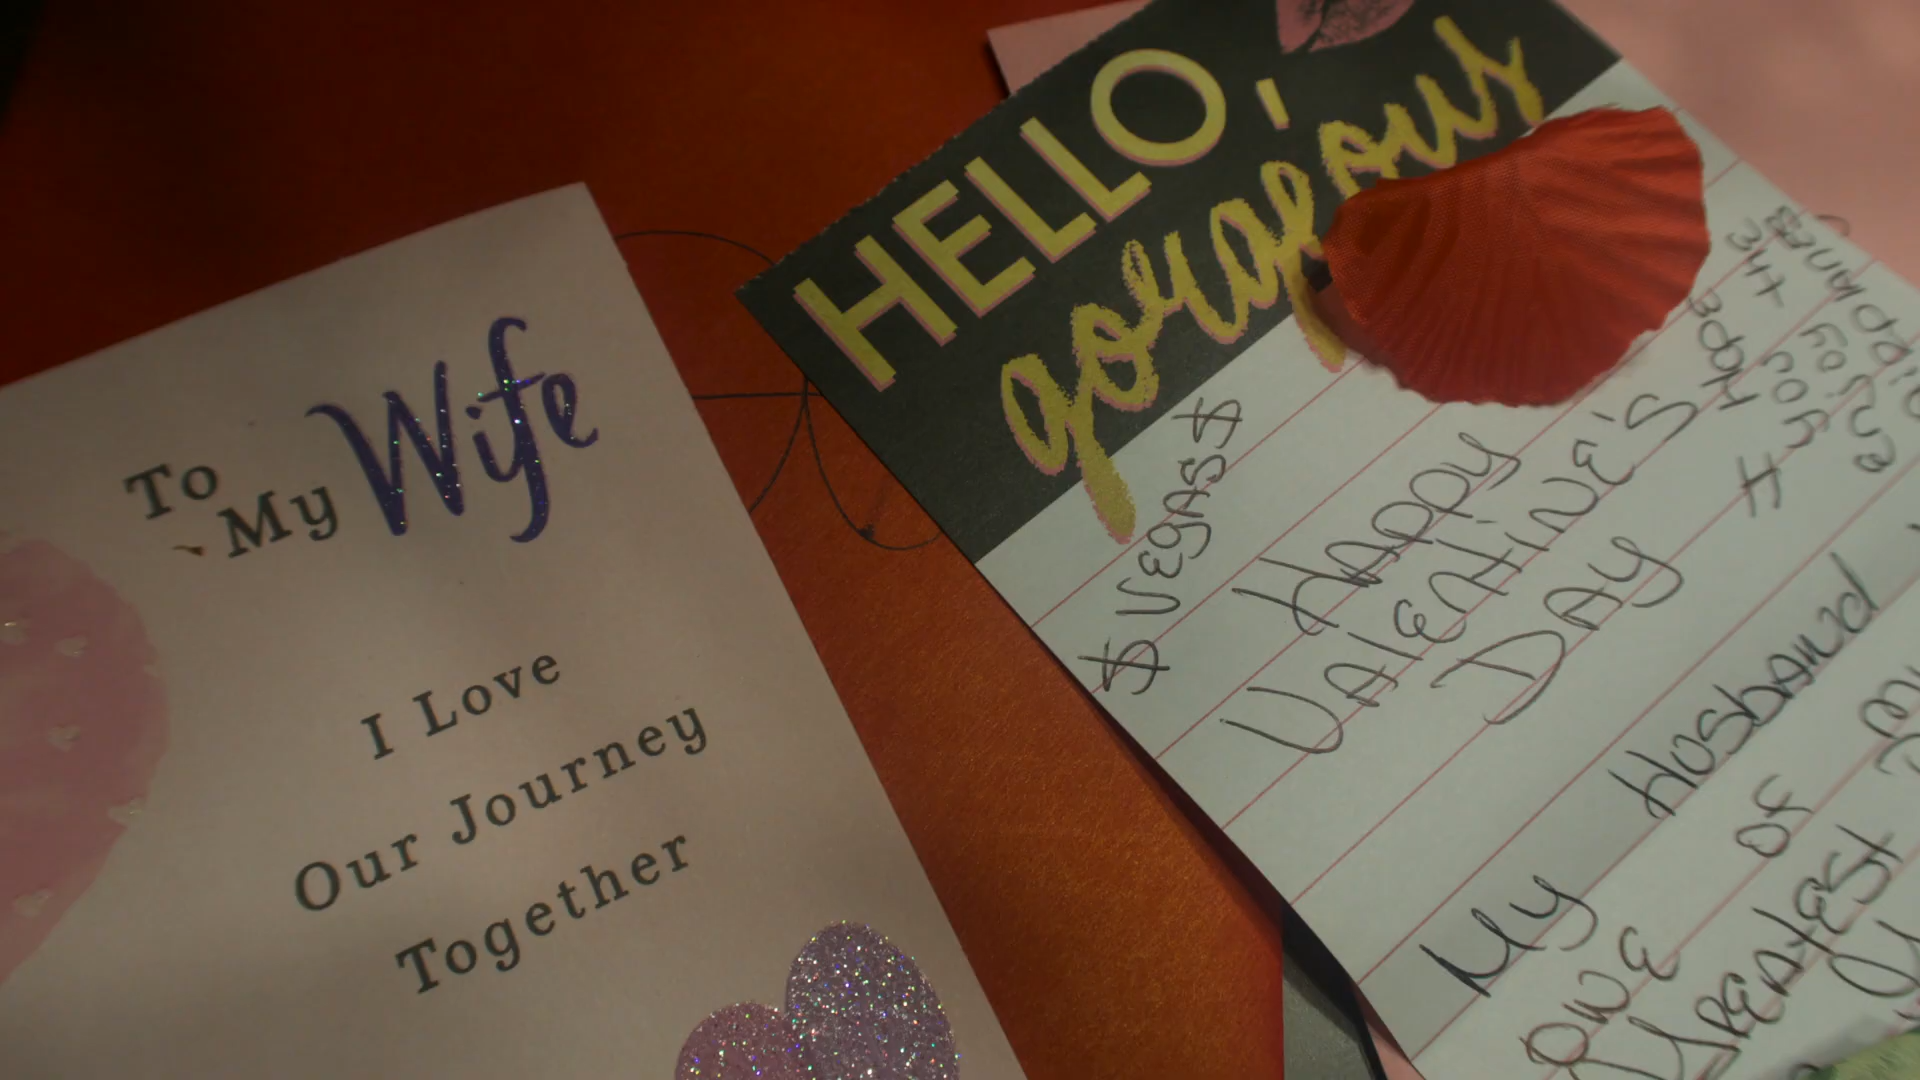 To
My Wife
I Love
Our Journey
Together
HELLO,
gorgeous
$ VEGAS $
HAPPY
VALENTINE'S
DAY
I HOPE
you the
enjoy
My Husband
ONE OF
GREATEST